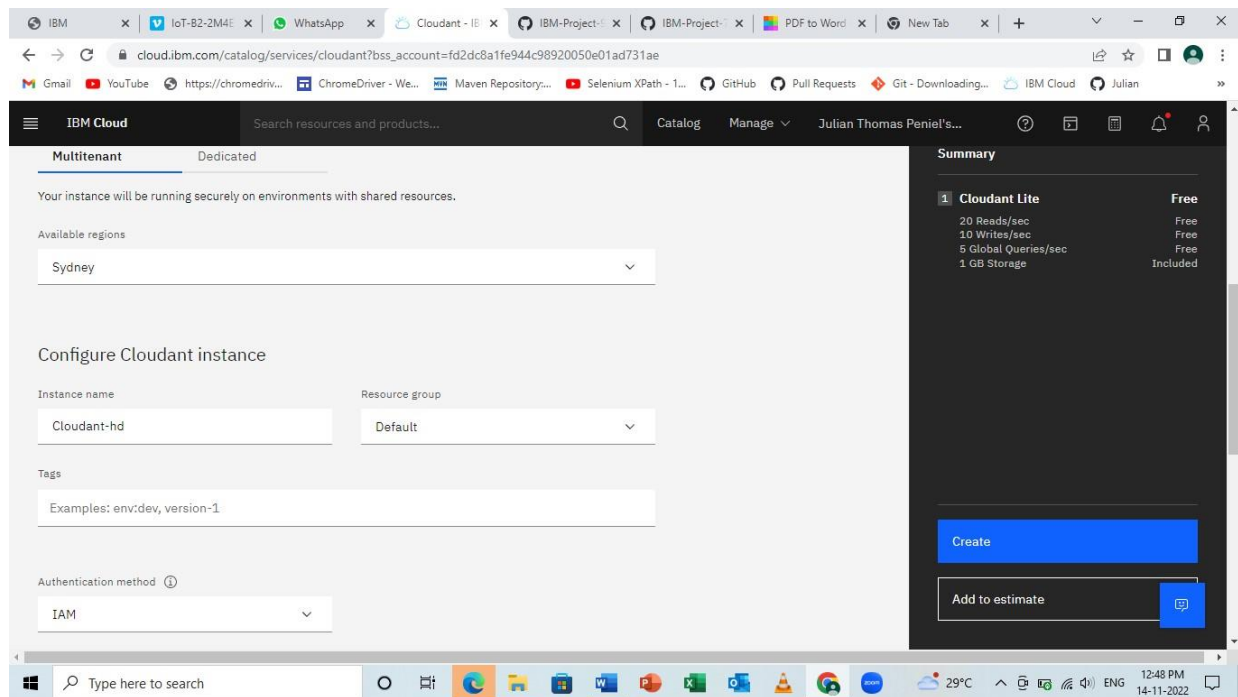 IBM
IoT-B2-2M4E
WhatsApp
Cloudant - IB
IBM-Project-
IBM-Project-
PDF to Word
New Tab
cloud.ibm.com/catalog/services/cloudant?bss_account=fd2dc8a1fe944c98920050e01ad731ae
Gmail YouTube https://chromedriv... ChromeDriver - We... Maven Repository:... Selenium XPath - 1... GitHub Pull Requests Git - Downloading... IBM Cloud Julian »
IBM Cloud Search resources and products... Catalog Manage Julian Thomas Peniel's...
Multitenant Dedicated
Your instance will be running securely on environments with shared resources.
Available regions
Sydney
Configure Cloudant instance
Instance name Resource group
Cloudant-hd Default
Tags
Examples: env:dev, version-1
Authentication method
IAM
Summary
1 Cloudant Lite Free
20 Reads/sec Free
10 Writes/sec Free
5 Global Queries/sec Free
1 GB Storage Included
Create
Add to estimate
Type here to search
zoom
29°C ENG
12:48 PM
14-11-2022